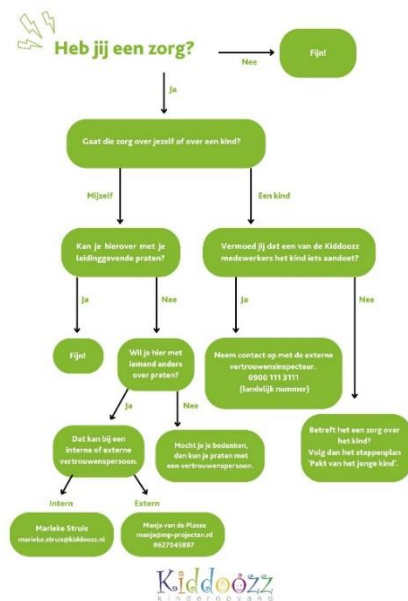 Heb jij een zorg?
Nee
Fijn!
Ja
Gaat die zorg over jezelf of over een kind?
Mijzelf
Een kind
Kan je hierover met je
leidinggevende praten?
Vermoed jij dat een van de Kiddoozz
medewerkers het kind iets aandoet?
Ja
Nee
Ja
Nee
Fijn!
Wil je hier met
iemand anders
over praten?
Neem contact op met de externe
vertrouwensinspecteur.
0900 111 3111
(landelijk nummer)
Ja
Nee
Dat kan bij een
interne of externe
vertrouwenspersoon.
Mocht je je bedenken,
dan kun je praten met
een vertrouwenspersoon.
Betreft het een zorg over
het kind?
Volg dan het stappenplan
'Pakt van het jonge kind'.
Intern
Extern
Marieke Struis
marieke.struis@kiddoozz.nl
Manja van de Plasse
manja@mp-projecten.nl
0627045887
Kiddoozz
kinderopvang